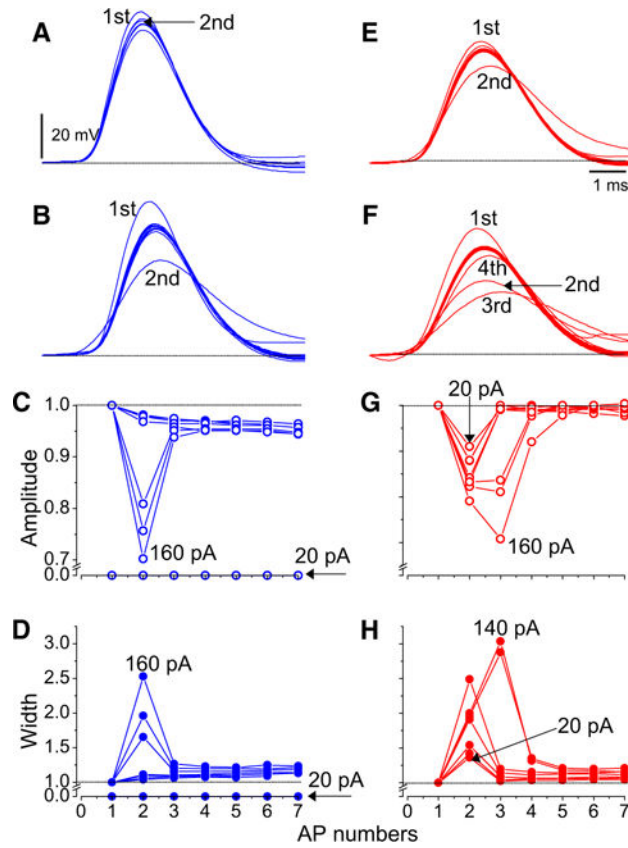 A
1st
2nd
20 mV
E
1st
2nd
1 ms
B
1st
2nd
F
1st
4th
2nd
3rd
C
Amplitude
1.0
0.9
0.8
0.7
0.0
160 pA
20 pA
G
20 pA
160 pA
D
Width
3.0
2.5
2.0
1.5
1.0
0.0
160 pA
20 pA
0 1 2 3 4 5 6 7
H
140 pA
20 pA
0 1 2 3 4 5 6 7
AP numbers